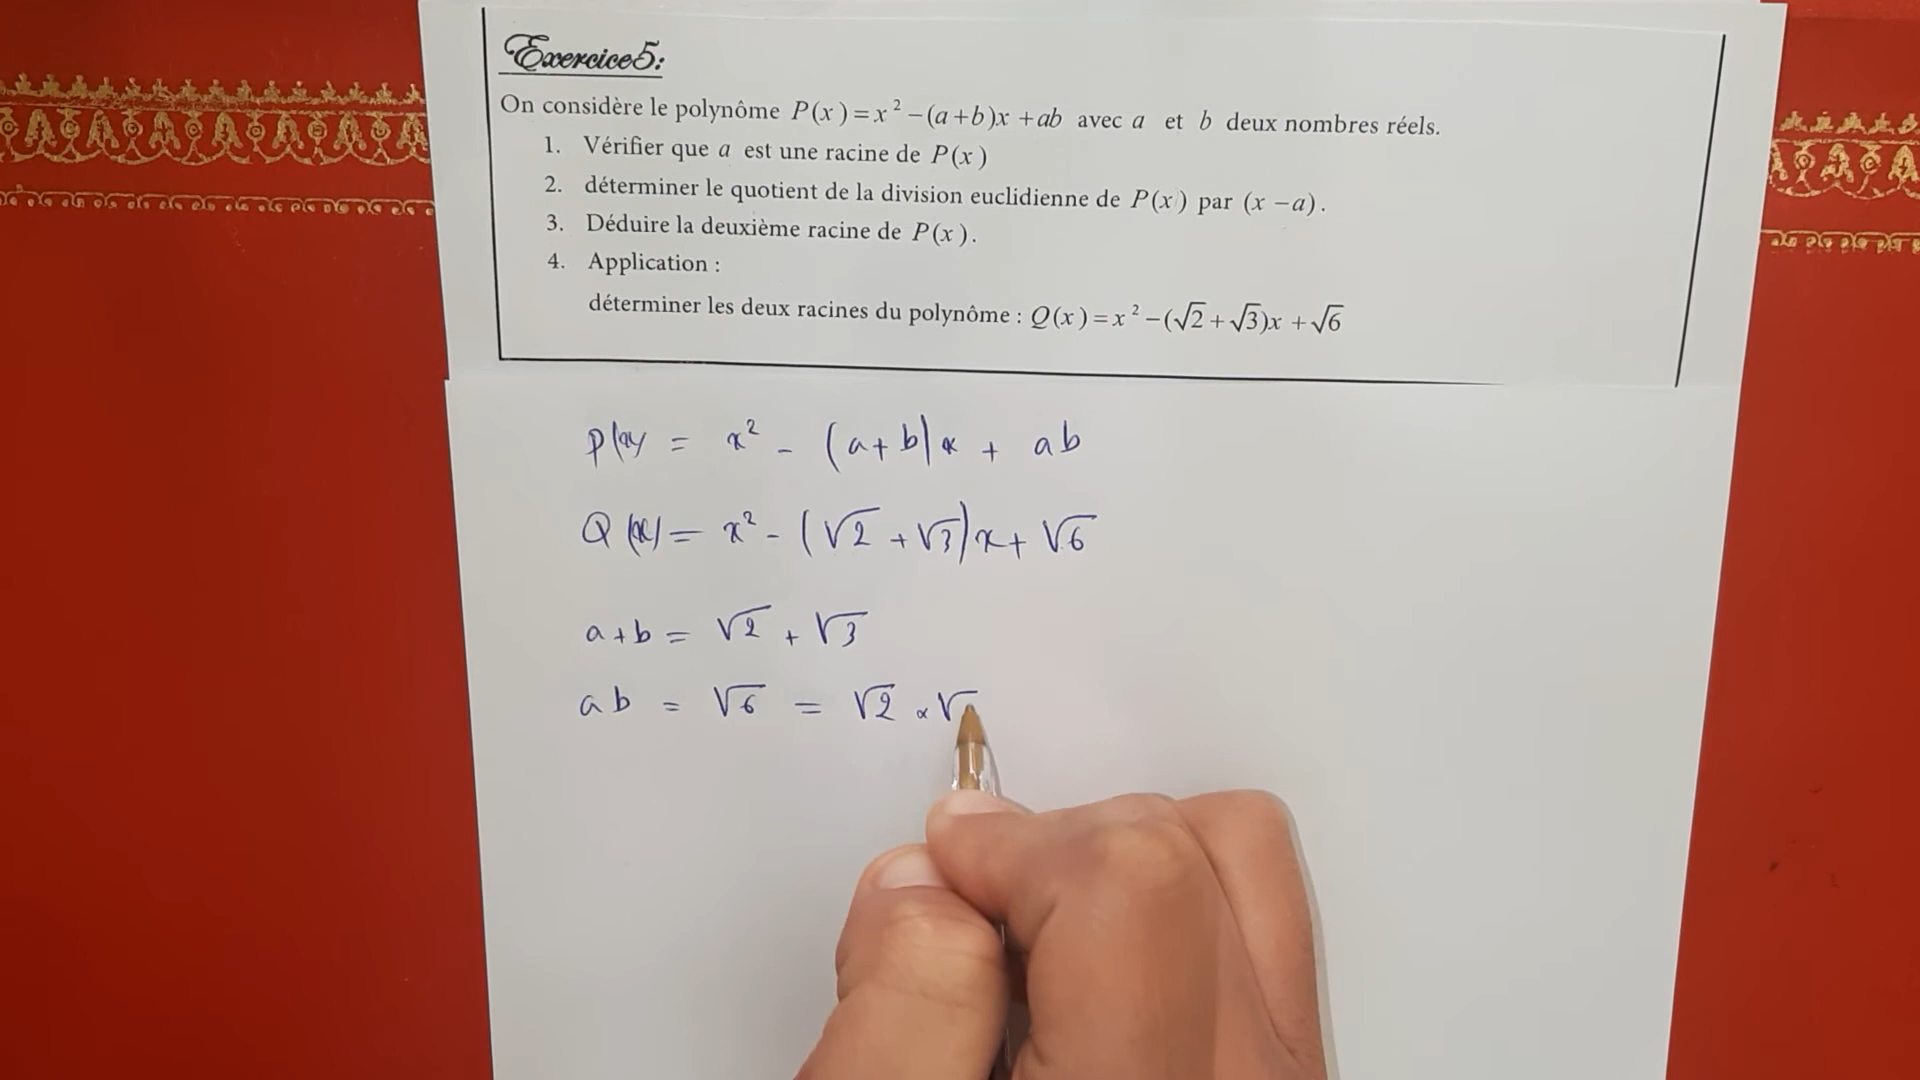 Exercice5:
On considère le polynôme P(x)=x²−(a+b)x+ab avec a et b deux nombres réels.
1. Vérifier que a est une racine de P(x)
2. déterminer le quotient de la division euclidienne de P(x) par (x−a).
3. Déduire la deuxième racine de P(x).
4. Application :
déterminer les deux racines du polynôme : Q(x)=x²−(√2+√3)x+√6
P(x) = x² - (a+b)x + ab
Q(x) = x² - (√2 + √3)x + √6
a+b = √2 + √3
ab = √6 = √2 × √